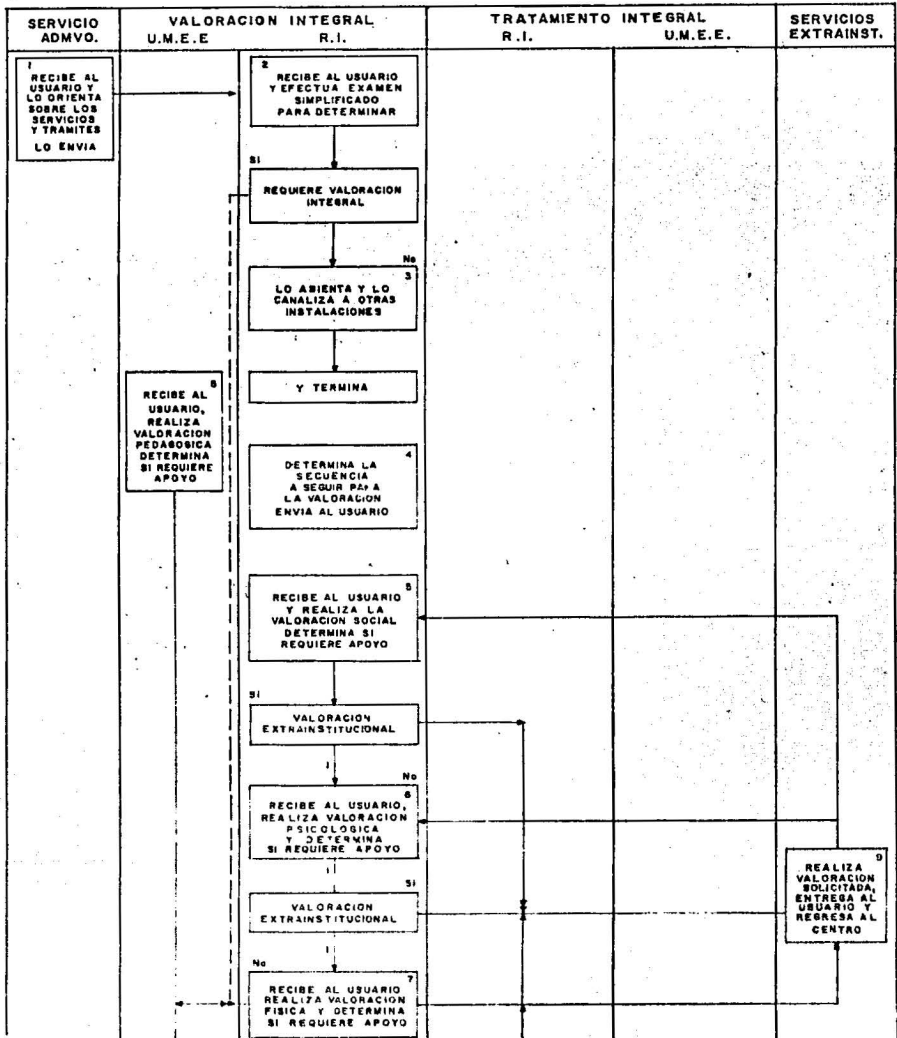 SERVICIO
ADMVO.
VALORACION INTEGRAL
U.M.E.E
R.I.
TRATAMIENTO INTEGRAL
R.I.
U.M.E.E.
SERVICIOS
EXTRAINST.
1
RECIBE AL
USUARIO Y
LO ORIENTA
SOBRE LOS
SERVICIOS
Y TRAMITES
LO ENVIA
2
RECIBE AL USUARIO
Y EFECTUA EXAMEN
SIMPLIFICADO
PARA DETERMINAR
SI
REQUIERE VALORACION
INTEGRAL
No
3
LO ASIENTA Y LO
CANALIZA A OTRAS
INSTALACIONES
Y TERMINA
8
RECIBE AL
USUARIO,
REALIZA
VALORACION
PEDAGOGICA
DETERMINA
SI REQUIERE
APOYO
4
DETERMINA LA
SECUENCIA
A SEGUIR PARA
LA VALORACION
ENVIA AL USUARIO
5
RECIBE AL USUARIO
Y REALIZA LA
VALORACION SOCIAL
DETERMINA SI
REQUIERE APOYO
SI
VALORACION
EXTRAINSTITUCIONAL
No
6
RECIBE AL USUARIO,
REALIZA VALORACION
PSICOLOGICA
Y DETERMINA
SI REQUIERE APOYO
SI
VALORACION
EXTRAINSTITUCIONAL
No
7
RECIBE AL USUARIO
REALIZA VALORACION
FISICA Y DETERMINA
SI REQUIERE APOYO
9
REALIZA
VALORACION
SOLICITADA,
ENTREGA AL
USUARIO Y
REGRESA AL
CENTRO